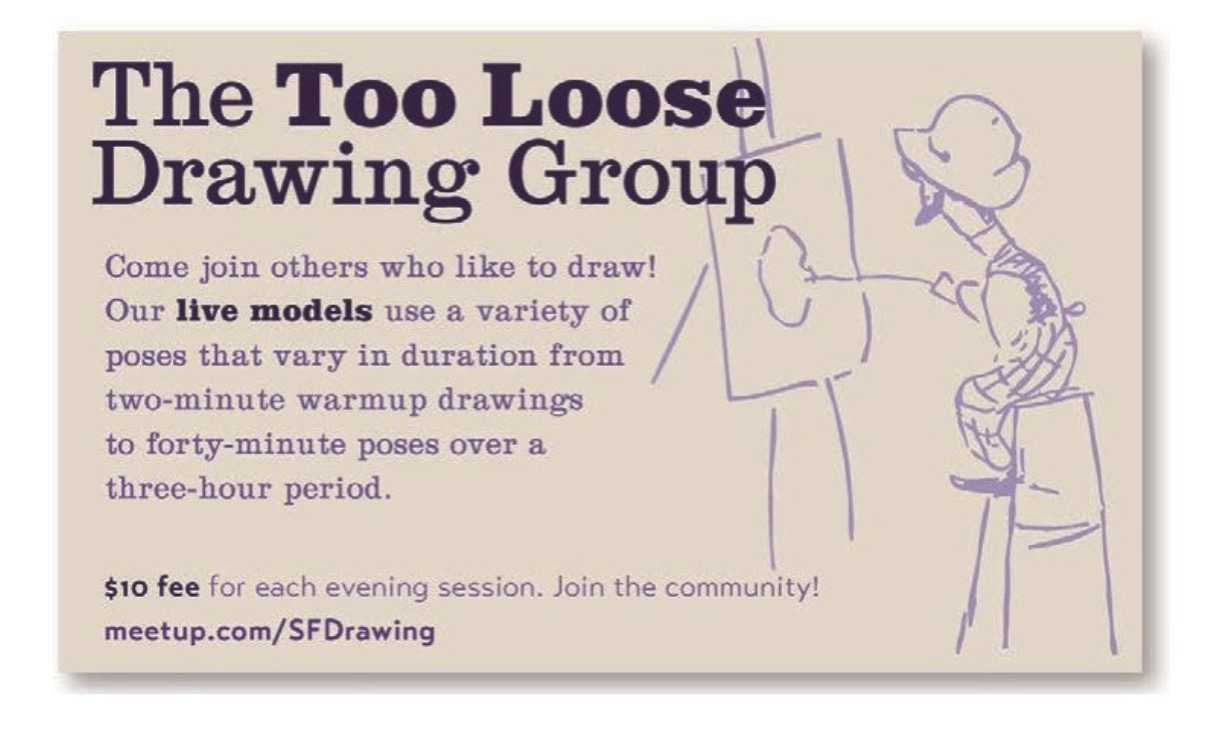 The Too Loose
Drawing Group
Come join others who like to draw!
Our live models use a variety of
poses that vary in duration from
two-minute warmup drawings
to forty-minute poses over a
three-hour period.
$10 fee for each evening session. Join the community!
meetup.com/SFDrawing